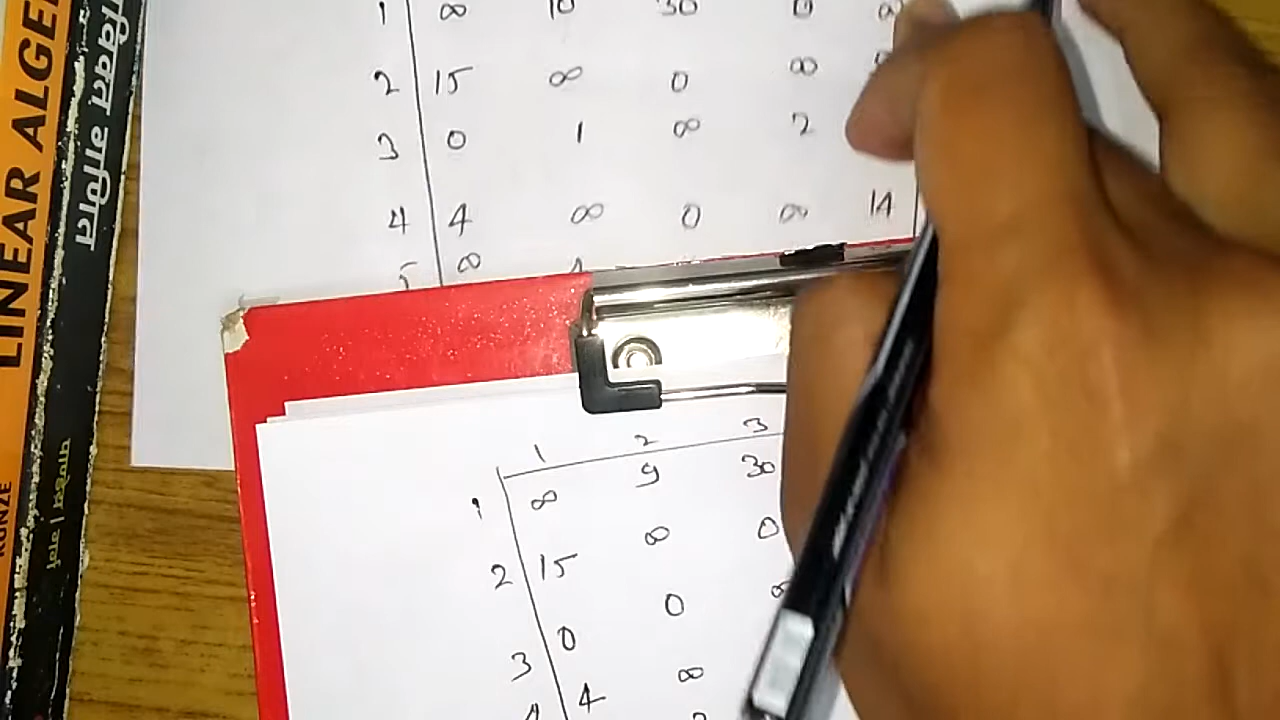 LINEAR ALGE
KUNZE
1 ∞ 10 30 0 ∞
2 15 ∞ 0 ∞
3 0 1 ∞ 2
4 4 ∞ 0 ∞ 14
5 ∞
1 2 3
1 ∞ 9 30
2 15 ∞ 0
3 0 0
4 4 ∞